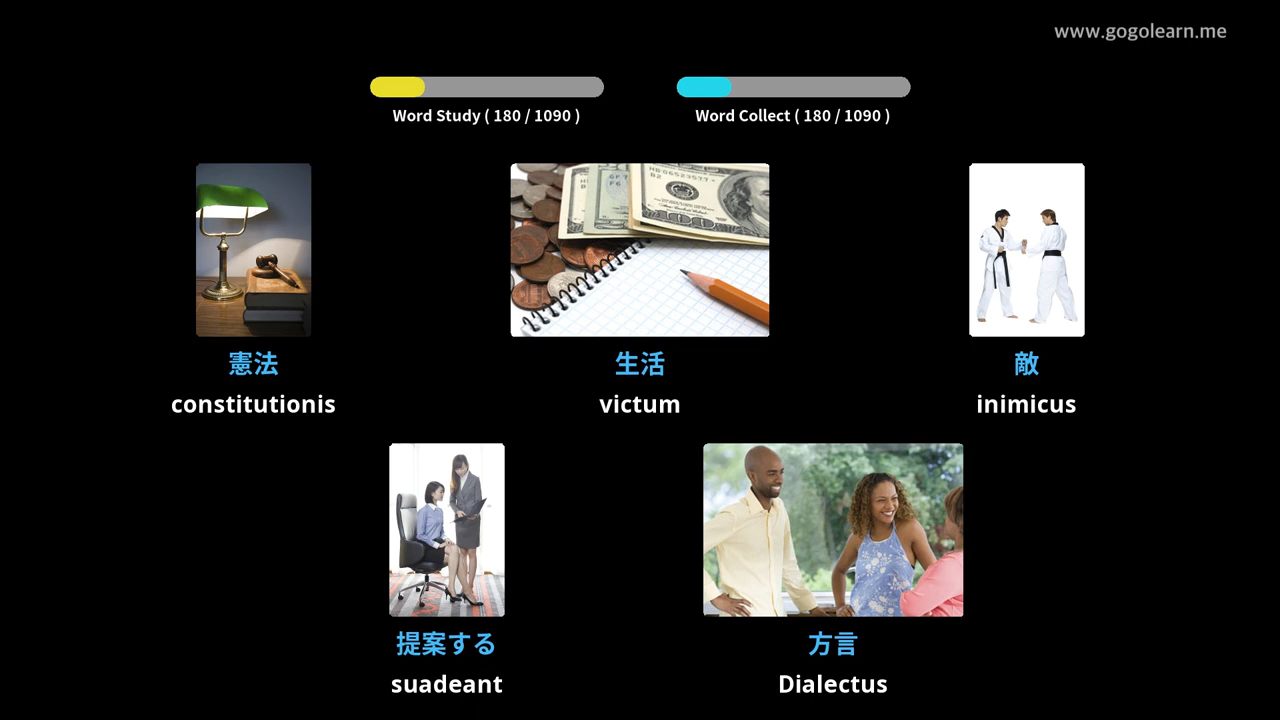 www.gogolearn.me
Word Study ( 180 / 1090 )
Word Collect ( 180 / 1090 )
憲法
constitutionis
生活
victum
敵
inimicus
提案する
suadeant
方言
Dialectus